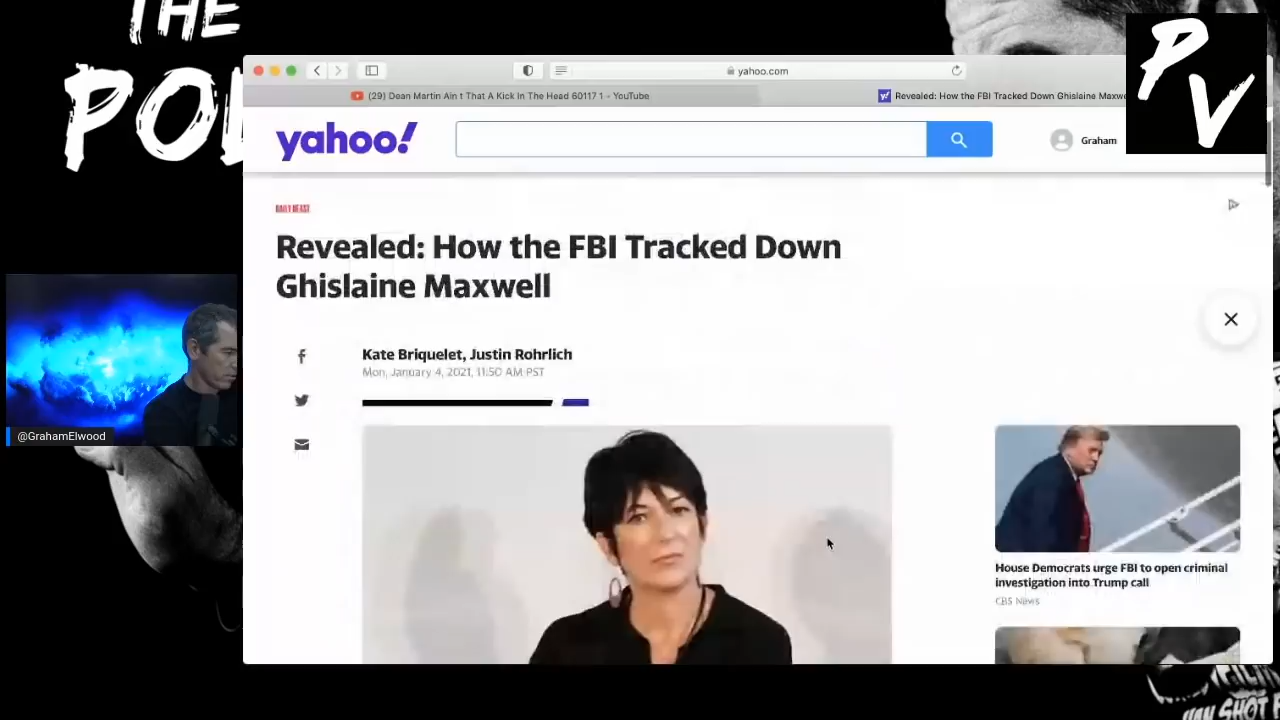 THE
PV
yahoo.com
(29) Dean Martin Ain t That A Kick In The Head 60117 1 - YouTube
Revealed: How the FBI Tracked Down Ghislaine Maxwe
yahoo!
Graham
DAILY BEAST
Revealed: How the FBI Tracked Down
Ghislaine Maxwell
Kate Briquelet, Justin Rohrlich
Mon, January 4, 2021, 11:50 AM PST
@GrahamElwood
House Democrats urge FBI to open criminal
investigation into Trump call
CBS News